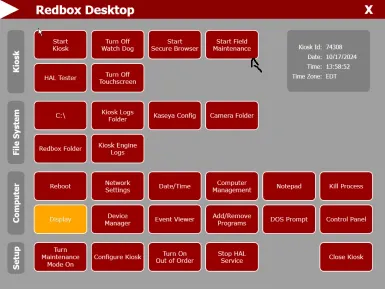 Redbox Desktop
X
Kiosk
Start
Kiosk
Turn Off
Watch Dog
Start
Secure Browser
Start Field
Maintenance
HAL Tester
Turn Off
Touchscreen
Kiosk Id: 74308
Date: 10/17/2024
Time: 13:58:52
Time Zone: EDT
File System
C:\
Kiosk Logs
Folder
Kaseya Config
Camera Folder
Redbox Folder
Kiosk Engine
Logs
Computer
Reboot
Network
Settings
Date/Time
Computer
Management
Notepad
Kill Process
Display
Device
Manager
Event Viewer
Add/Remove
Programs
DOS Prompt
Control Panel
Setup
Turn
Maintenance
Mode On
Configure Kiosk
Turn On
Out of Order
Stop HAL
Service
Close Kiosk